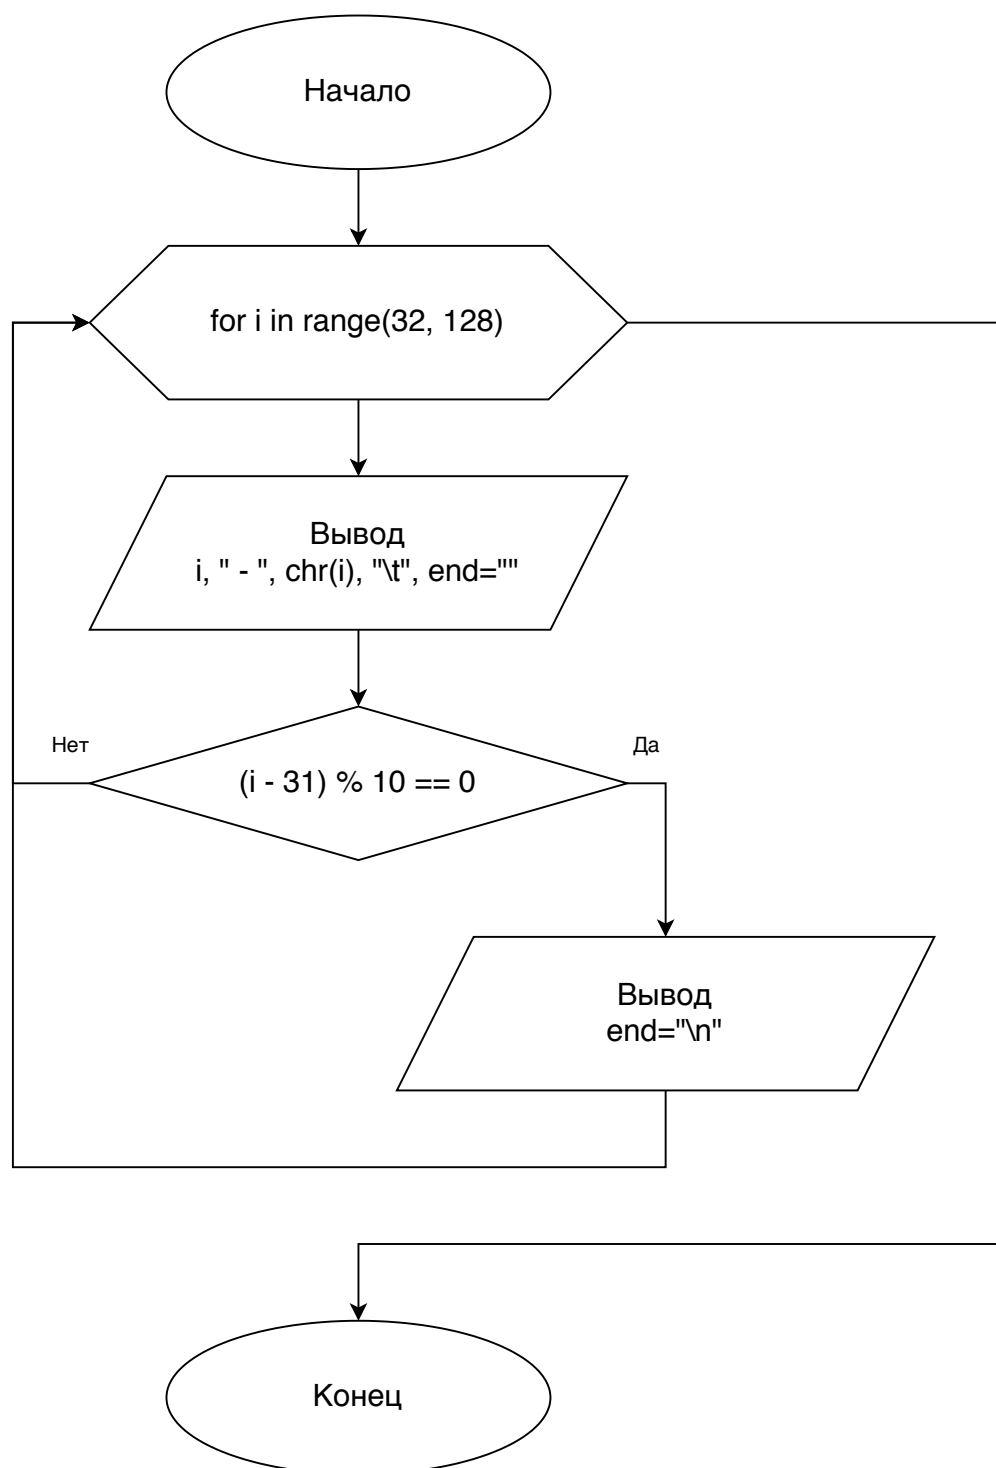 Начало
for i in range(32, 128)
Вывод
i, " - ", chr(i), "\t", end=""
Нет
Да
(i - 31) % 10 == 0
Вывод
end="\n"
Конец